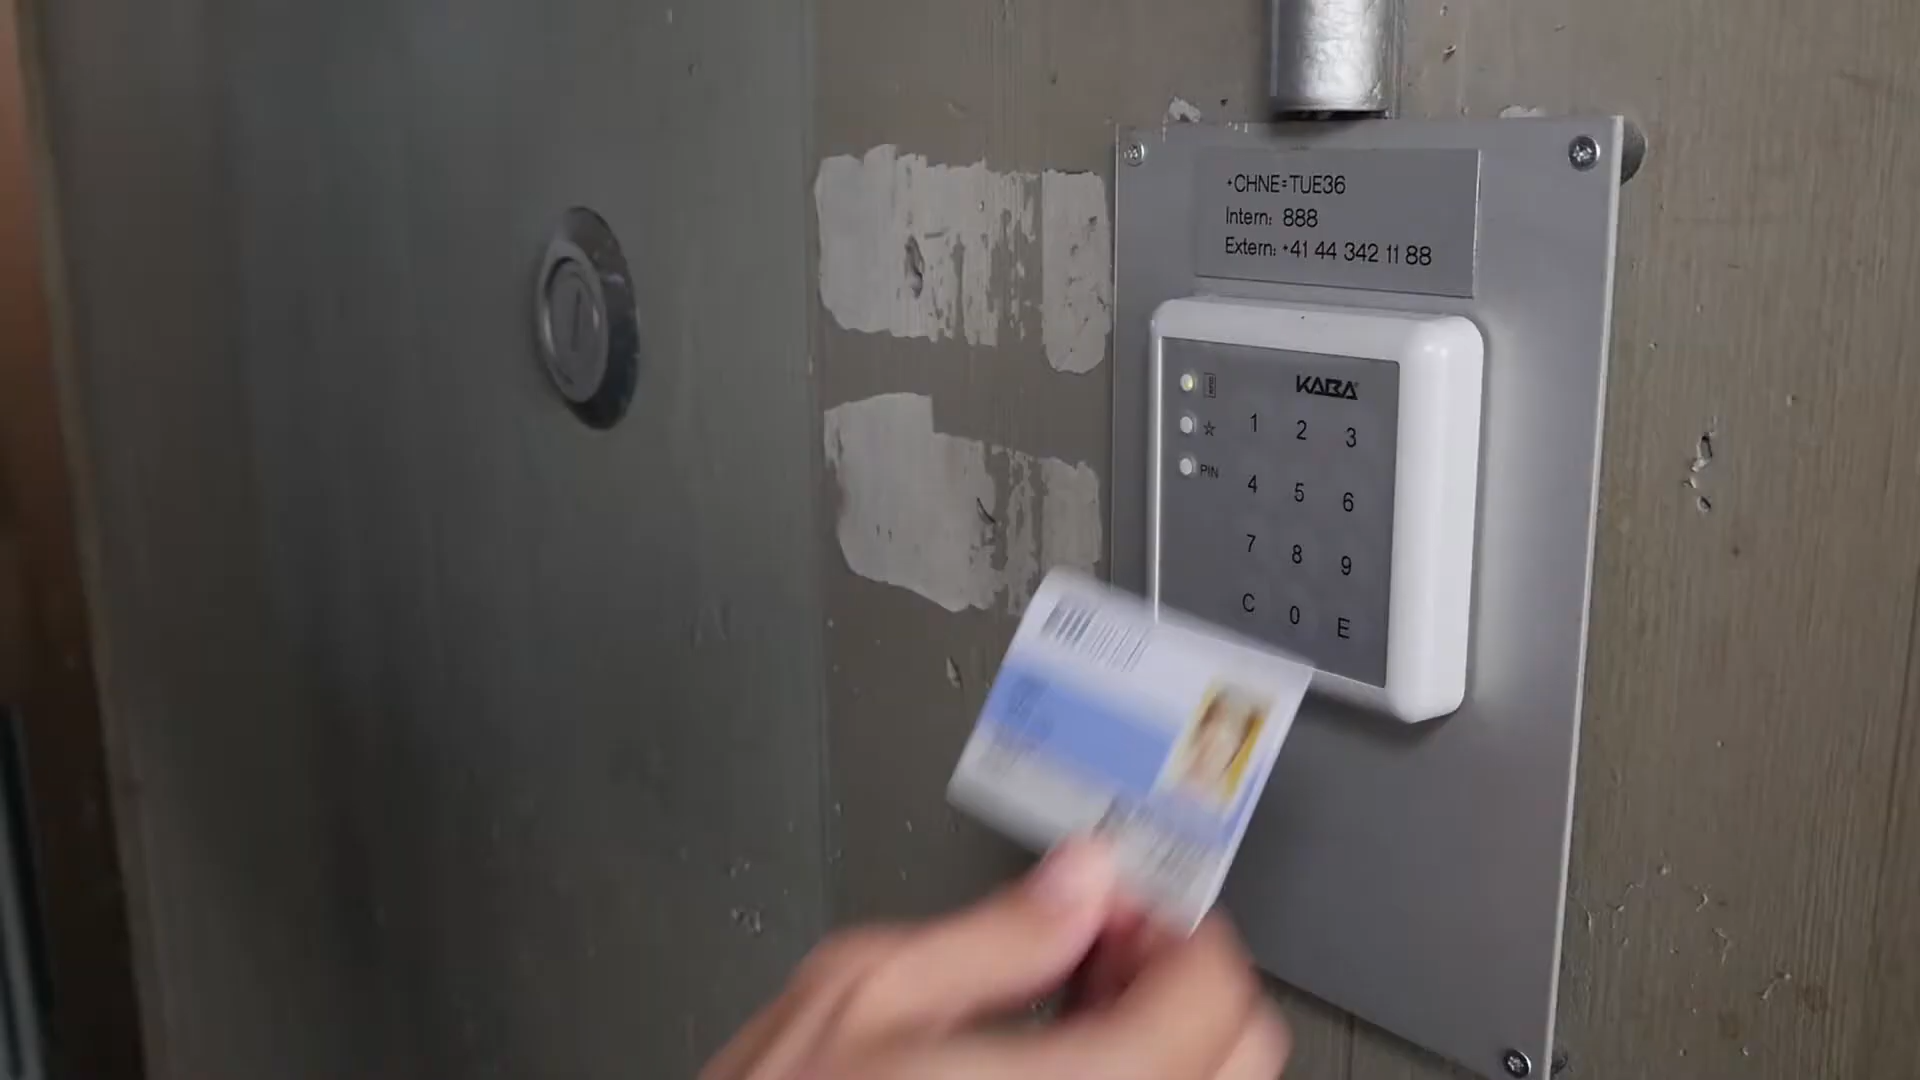 +CHNE=TUE36
Intern: 888
Extern: +41 44 342 11 88
KABA
1 2 3
PIN
4 5 6
7 8 9
C 0 E